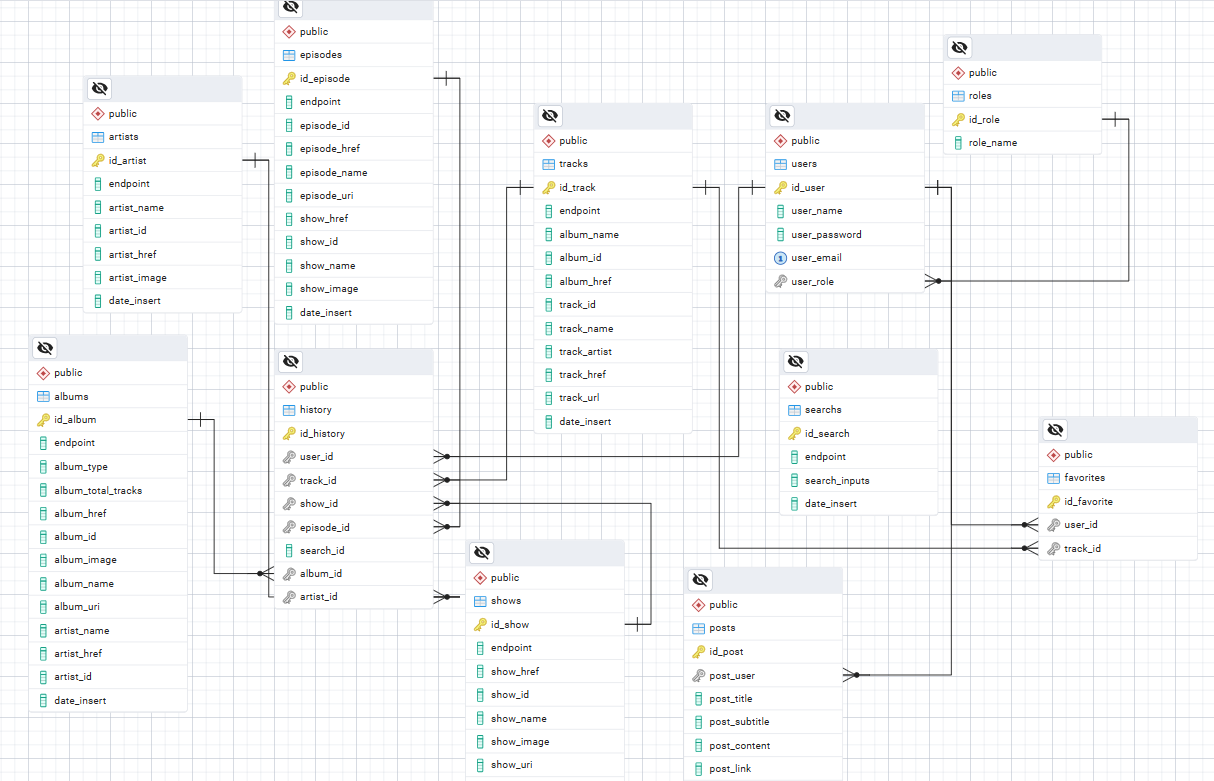 public
episodes
id_episode
endpoint
episode_id
episode_href
episode_name
episode_uri
show_href
show_id
show_name
show_image
date_insert
public
roles
id_role
role_name
public
artists
id_artist
endpoint
artist_name
artist_id
artist_href
artist_image
date_insert
public
tracks
id_track
endpoint
album_name
album_id
album_href
track_id
track_name
track_artist
track_href
track_url
date_insert
public
users
id_user
user_name
user_password
1 user_email
user_role
public
albums
id_album
endpoint
album_type
album_total_tracks
album_href
album_id
album_image
album_name
album_uri
artist_name
artist_href
artist_id
date_insert
public
history
id_history
user_id
track_id
show_id
episode_id
search_id
album_id
artist_id
public
searchs
id_search
endpoint
search_inputs
date_insert
public
favorites
id_favorite
user_id
track_id
public
shows
id_show
endpoint
show_href
show_id
show_name
show_image
show_uri
public
posts
id_post
post_user
post_title
post_subtitle
post_content
post_link